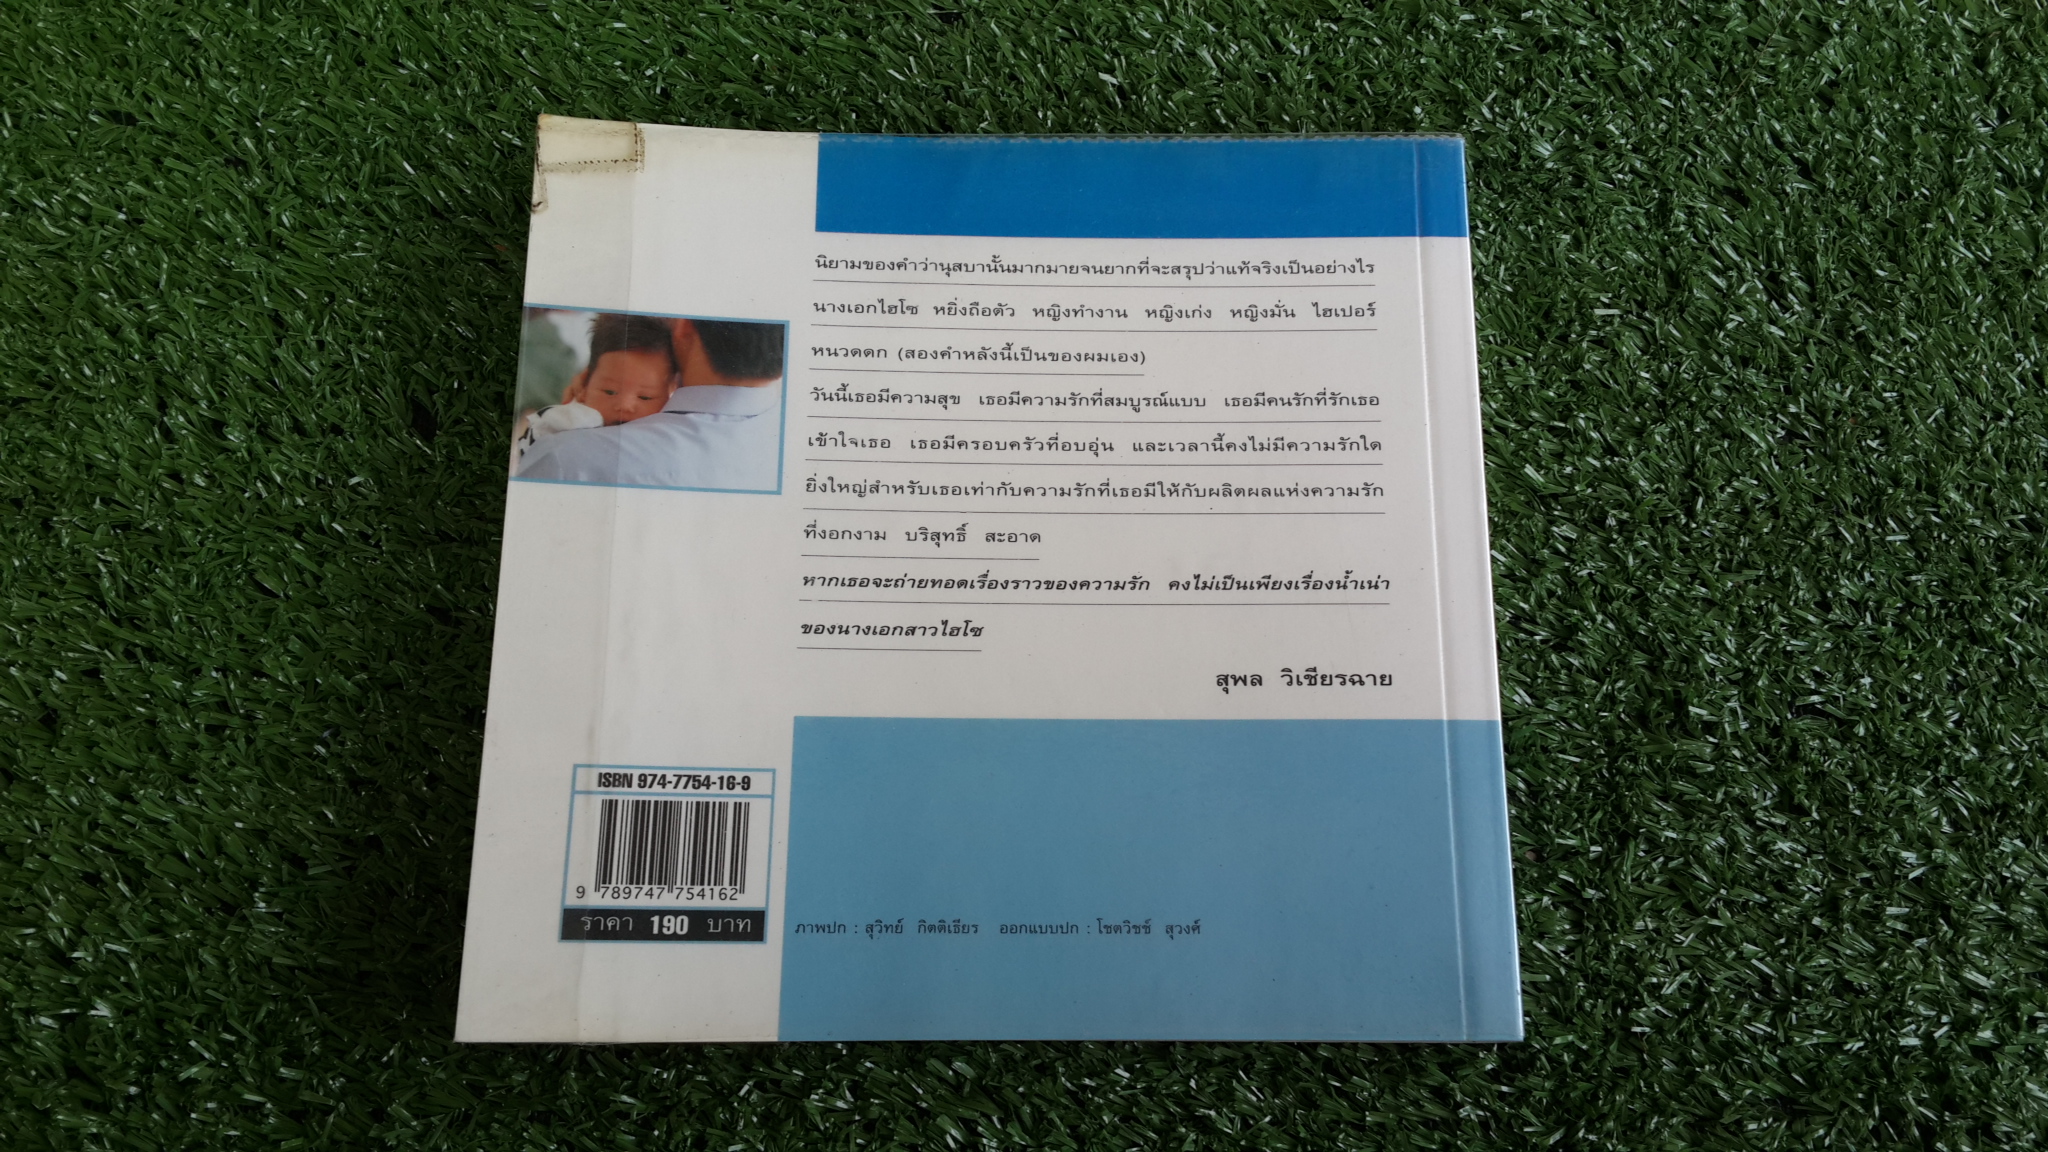 นิยามของคำว่านุสบานั้นมากมายจนยากที่จะสรุปว่าแท้จริงเป็นอย่างไร
นางเอกไฮโซ หยิ่งถือตัว หญิงทำงาน หญิงเก่ง หญิงมั่น ไฮเปอร์
หนวดดก (สองคำหลังนี้เป็นของผมเอง)
วันนี้เธอมีความสุข เธอมีความรักที่สมบูรณ์แบบ เธอมีคนรักที่รักเธอ
เข้าใจเธอ เธอมีครอบครัวที่อบอุ่น และเวลานี้คงไม่มีความรักใด
ยิ่งใหญ่สำหรับเธอเท่ากับความรักที่เธอมีให้กับผลิตผลแห่งความรัก
ที่งอกงาม บริสุทธิ์ สะอาด
หากเธอจะถ่ายทอดเรื่องราวของความรัก คงไม่เป็นเพียงเรื่องน้ำเน่า
ของนางเอกสาวไฮโซ
สุพล วิเชียรฉาย
ISBN 974-7754-16-9
9 789747 754162
ราคา 190 บาท
ภาพปก : สุวิทย์ กิตติเธียร ออกแบบปก : โชตวิชช์ สุวงศ์